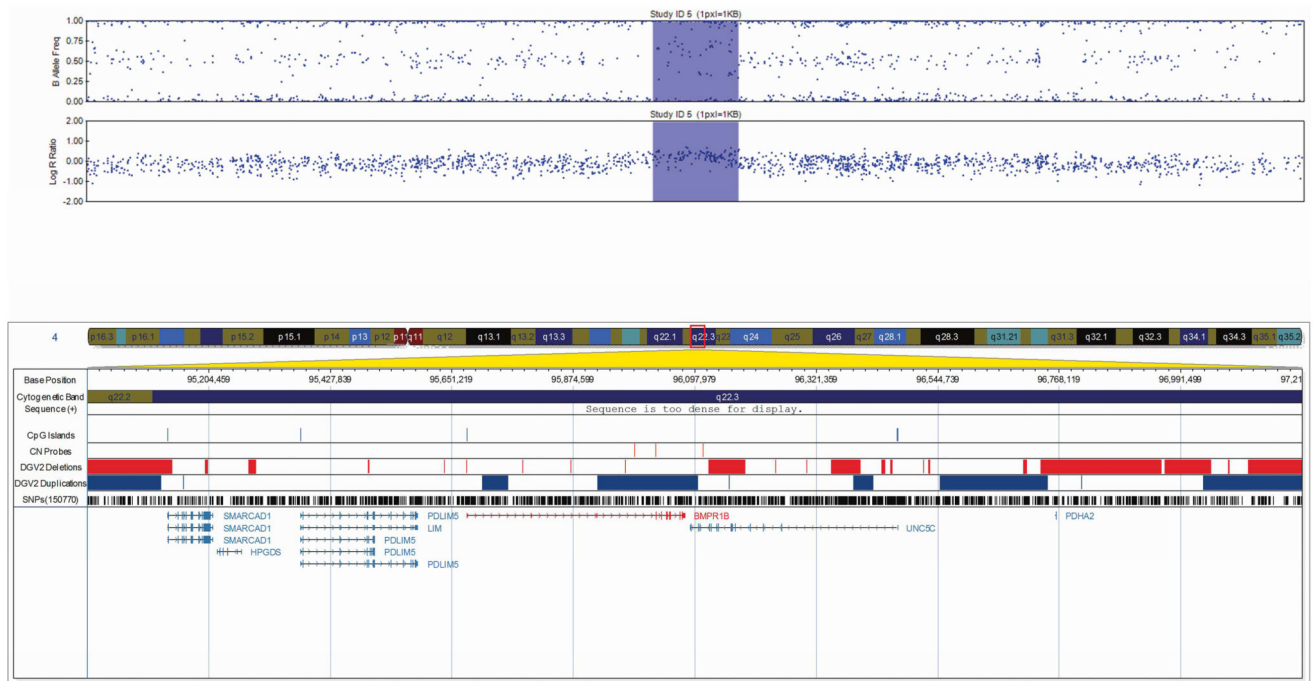 Study ID 5 (1pxl=1KB)
B Allele Freq
1.00
0.75
0.50
0.25
0.00
Study ID 5 (1pxl=1KB)
Log R Ratio
2.00
1.00
0.00
-1.00
-2.00
4 p16.3 p16.1 p15.2 p15.1 p14 p13 p12 p11 q11 q12 q13.1 q13.2 q13.3 q22.1 q22.3 q23 q24 q25 q26 q27 q28.1 q28.3 q31.21 q31.3 q32.1 q32.3 q34.1 q34.3 q35.1 q35.2
Base Position 95,204,459 95,427,839 95,651,219 95,874,599 96,097,979 96,321,359 96,544,739 96,768,119 96,991,499 97,21
Cytogenetic Band q22.2 q22.3
Sequence (+) Sequence is too dense for display.
CpG Islands
CN Probes
DGV2 Deletions
DGV2 Duplications
SNPs(150770)
SMARCAD1 PDLIM5 BMPR1B PDHA2
SMARCAD1 LIM UNC5C
SMARCAD1 PDLIM5
HPGDS PDLIM5
PDLIM5